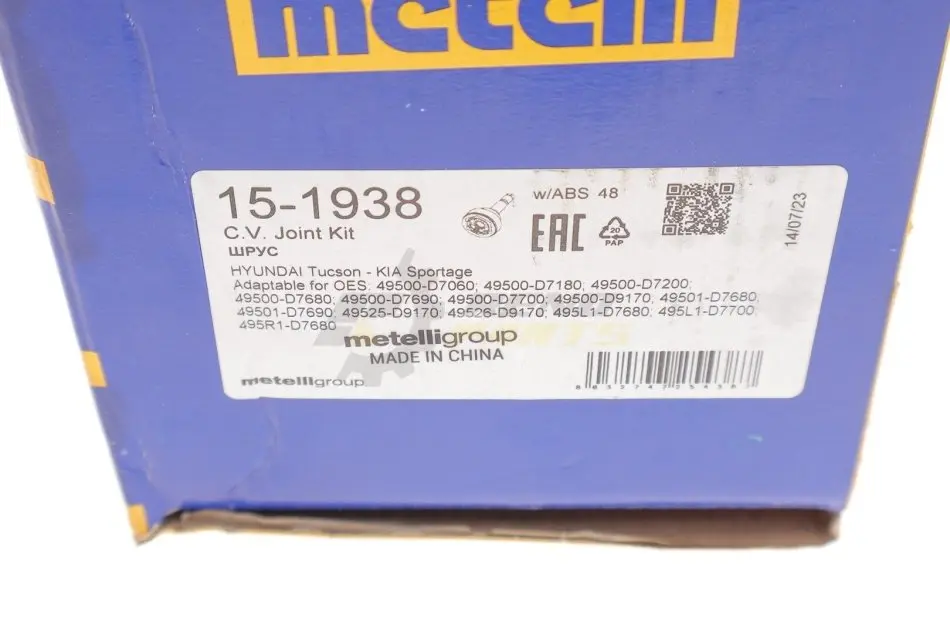 metelli
15-1938
C.V. Joint Kit
ШРУС
w/ABS 48
EAC
20
PAP
14/07/23
HYUNDAI Tucson - KIA Sportage
Adaptable for OES: 49500-D7060; 49500-D7180; 49500-D7200;
49500-D7680; 49500-D7690; 49500-D7700; 49500-D9170; 49501-D7680;
49501-D7690; 49525-D9170; 49526-D9170; 495L1-D7680; 495L1-D7700;
495R1-D7680
metelligroup
MADE IN CHINA
metelligroup